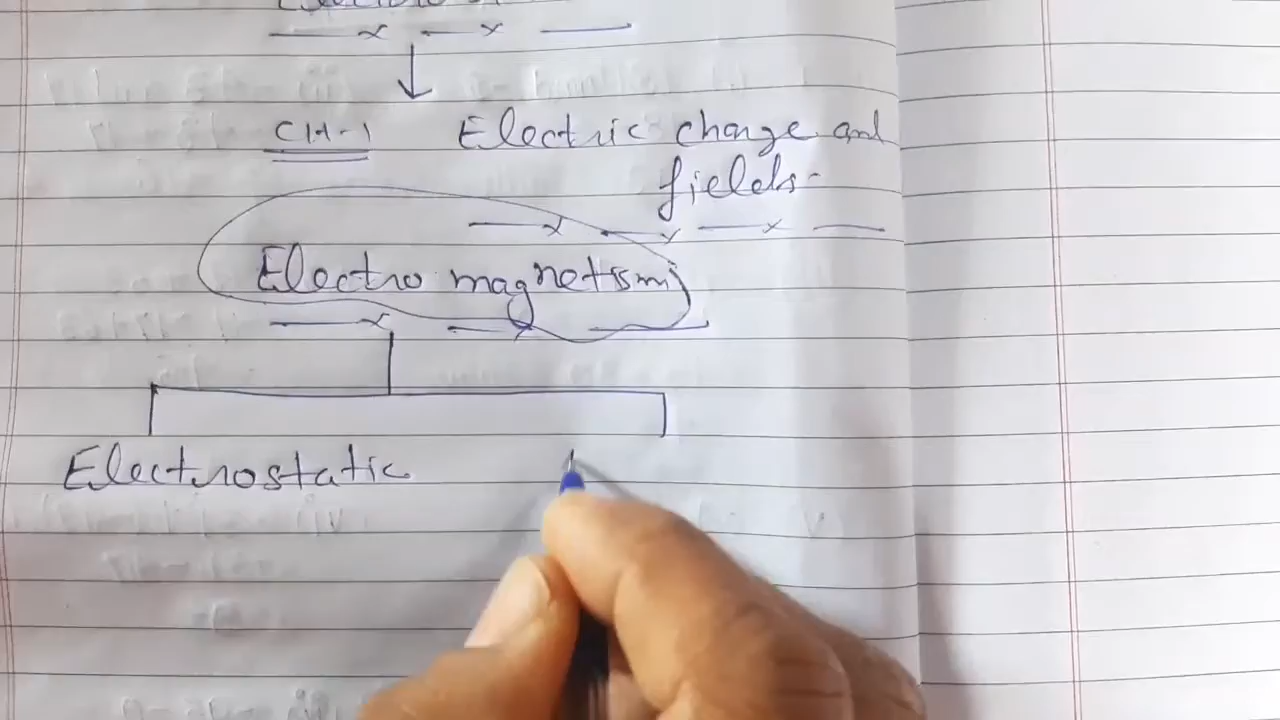 CH-1 Electric charge and
fields-
Electro magnetism
Electrostatic